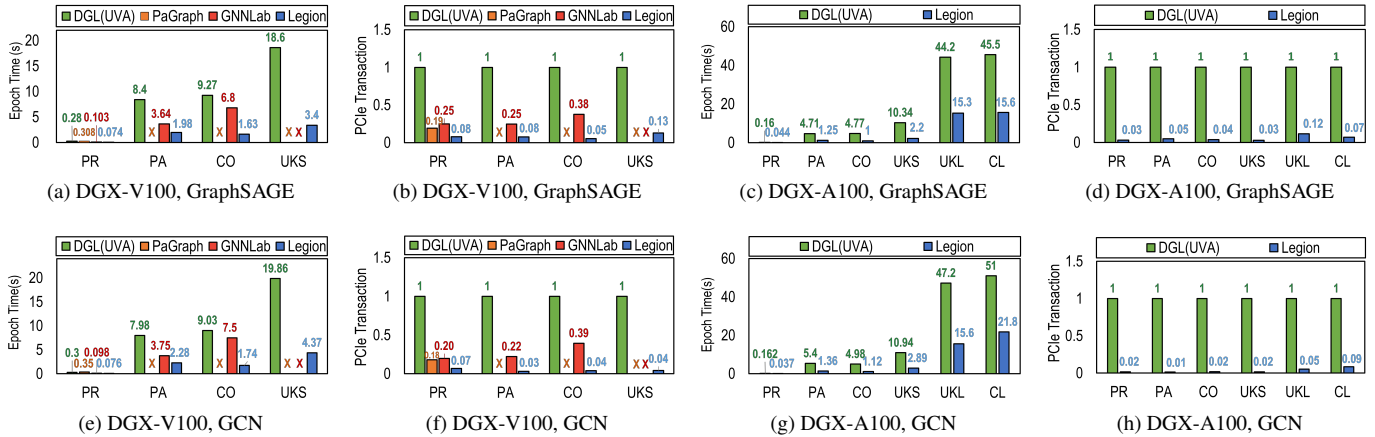 DGL(UVA) PaGraph GNNLab Legion
Epoch Time (s)
20
15
10
5
0
0.28 0.308 0.103 0.074
8.4 X 3.64 1.98
9.27 X 6.8 1.63
18.6 X X 3.4
PR PA CO UKS
(a) DGX-V100, GraphSAGE
DGL(UVA) PaGraph GNNLab Legion
PCIe Transaction
1.5
1
0.5
0
1 0.19 0.25 0.08
1 X 0.25 0.08
1 X 0.38 0.05
1 X X 0.13
PR PA CO UKS
(b) DGX-V100, GraphSAGE
DGL(UVA) Legion
Epoch Time(s)
60
40
20
0
0.16 0.044
4.71 1.25
4.77 1
10.34 2.2
44.2 15.3
45.5 15.6
PR PA CO UKS UKL CL
(c) DGX-A100, GraphSAGE
DGL(UVA) Legion
PCIe Transaction
1.5
1
0.5
0
1 0.03
1 0.05
1 0.04
1 0.03
1 0.12
1 0.07
PR PA CO UKS UKL CL
(d) DGX-A100, GraphSAGE
DGL(UVA) PaGraph GNNLab Legion
Epoch Time(s)
20
15
10
5
0
0.3 0.35 0.098 0.076
7.98 X 3.75 2.28
9.03 X 7.5 1.74
19.86 X X 4.37
PR PA CO UKS
(e) DGX-V100, GCN
DGL(UVA) PaGraph GNNLab Legion
PCIe Transaction
1.5
1
0.5
0
1 0.18 0.20 0.07
1 X 0.22 0.03
1 X 0.39 0.04
1 X X 0.04
PR PA CO UKS
(f) DGX-V100, GCN
DGL(UVA) Legion
Epoch Time(s)
60
40
20
0
0.162 0.037
5.4 1.36
4.98 1.12
10.94 2.89
47.2 15.6
51 21.8
PR PA CO UKS UKL CL
(g) DGX-A100, GCN
DGL(UVA) Legion
PCIe Transaction
1.5
1
0.5
0
1 0.02
1 0.01
1 0.02
1 0.02
1 0.05
1 0.09
PR PA CO UKS UKL CL
(h) DGX-A100, GCN